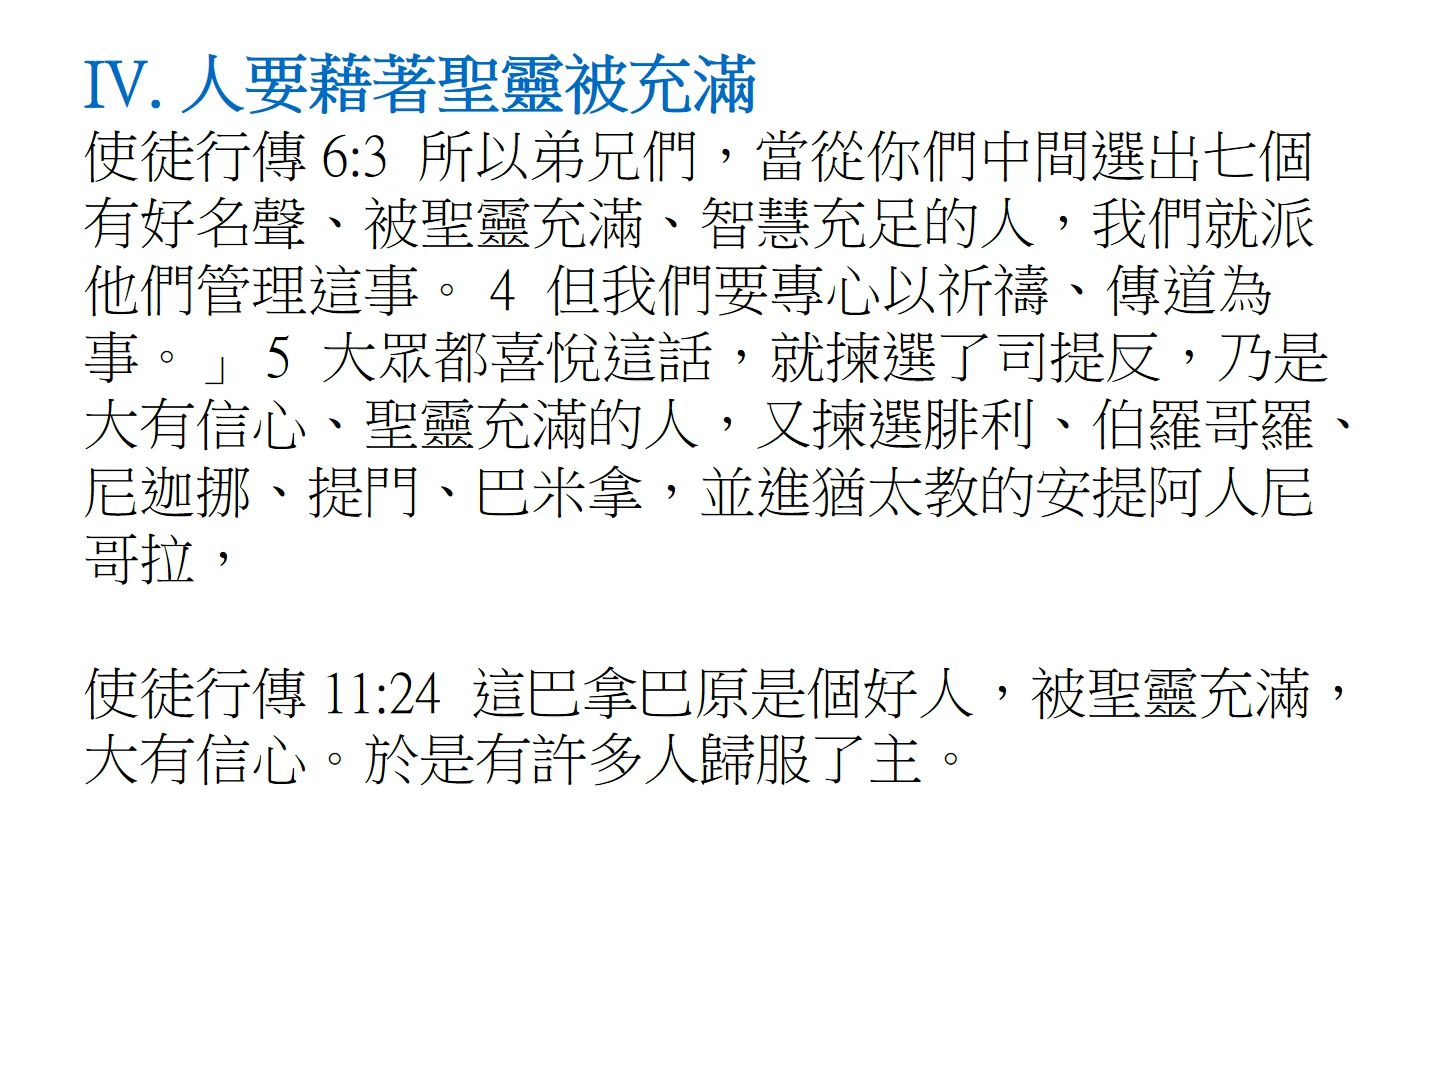 IV. 人要藉著聖靈被充滿
使徒行傳 6:3 所以弟兄們，當從你們中間選出七個
有好名聲、被聖靈充滿、智慧充足的人，我們就派
他們管理這事。 4 但我們要專心以祈禱、傳道為
事。」 5 大眾都喜悅這話，就揀選了司提反，乃是
大有信心、聖靈充滿的人，又揀選腓利、伯羅哥羅、
尼迦挪、提門、巴米拿，並進猶太教的安提阿人尼
哥拉，
使徒行傳 11:24 這巴拿巴原是個好人，被聖靈充滿，
大有信心。於是有許多人歸服了主。